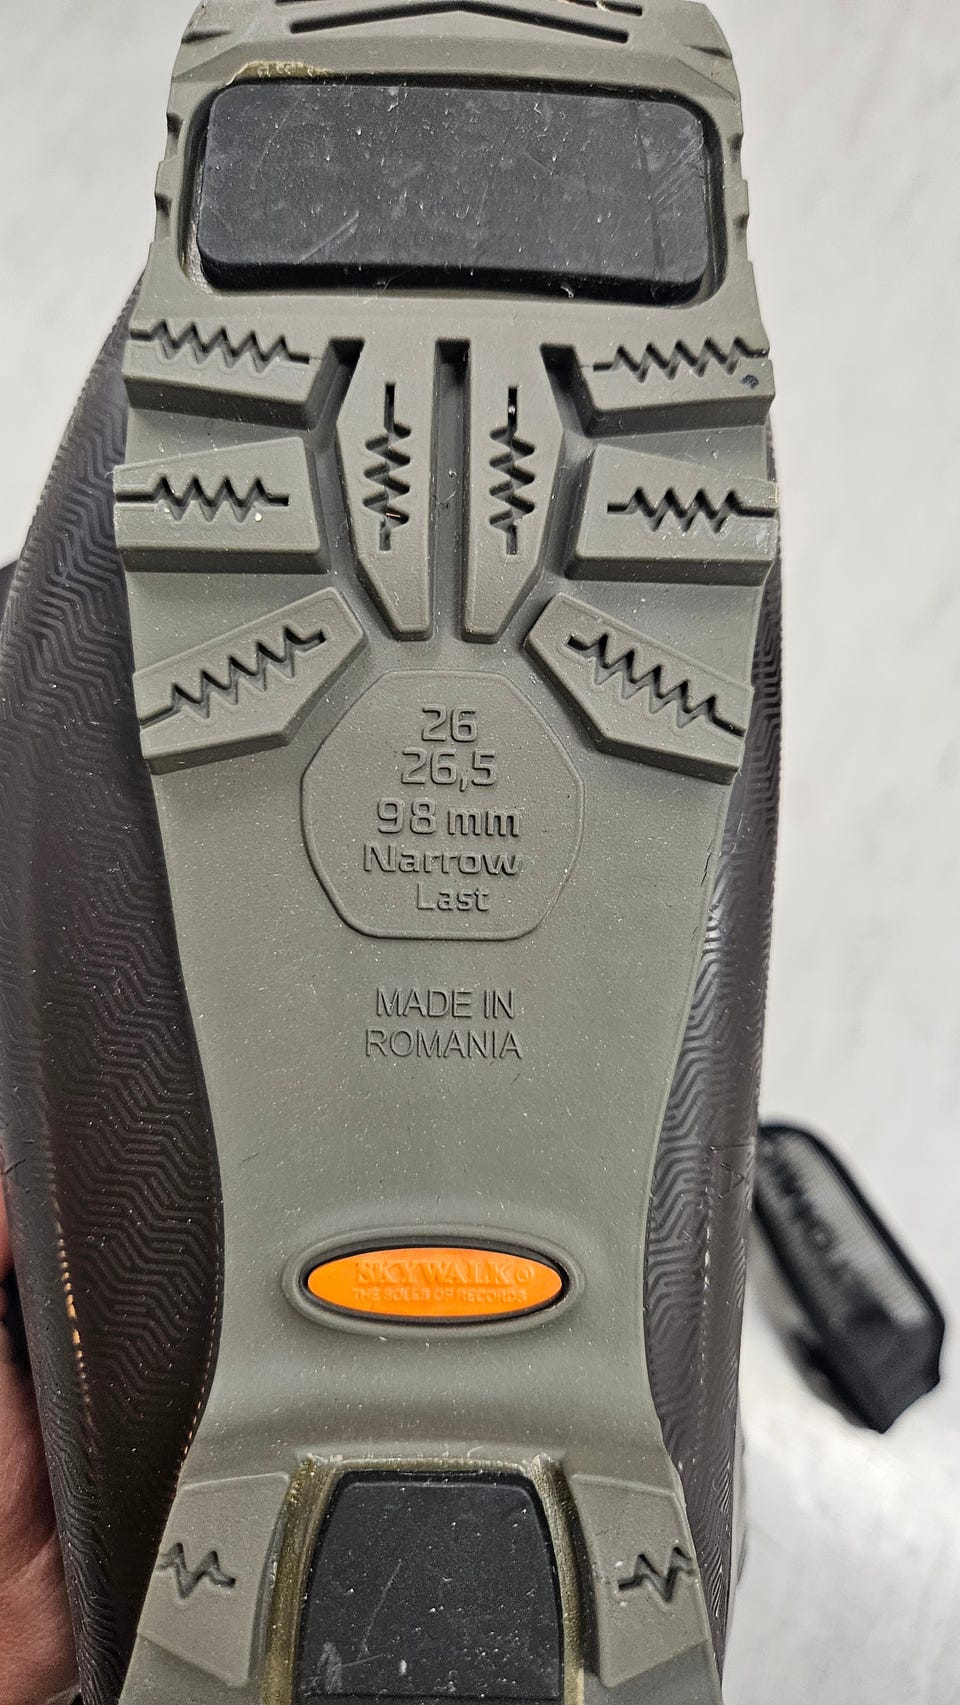 26
26,5
98 mm
Narrow
Last
MADE IN
ROMANIA
SKYWALK®
THE SOLES OF RECORDS